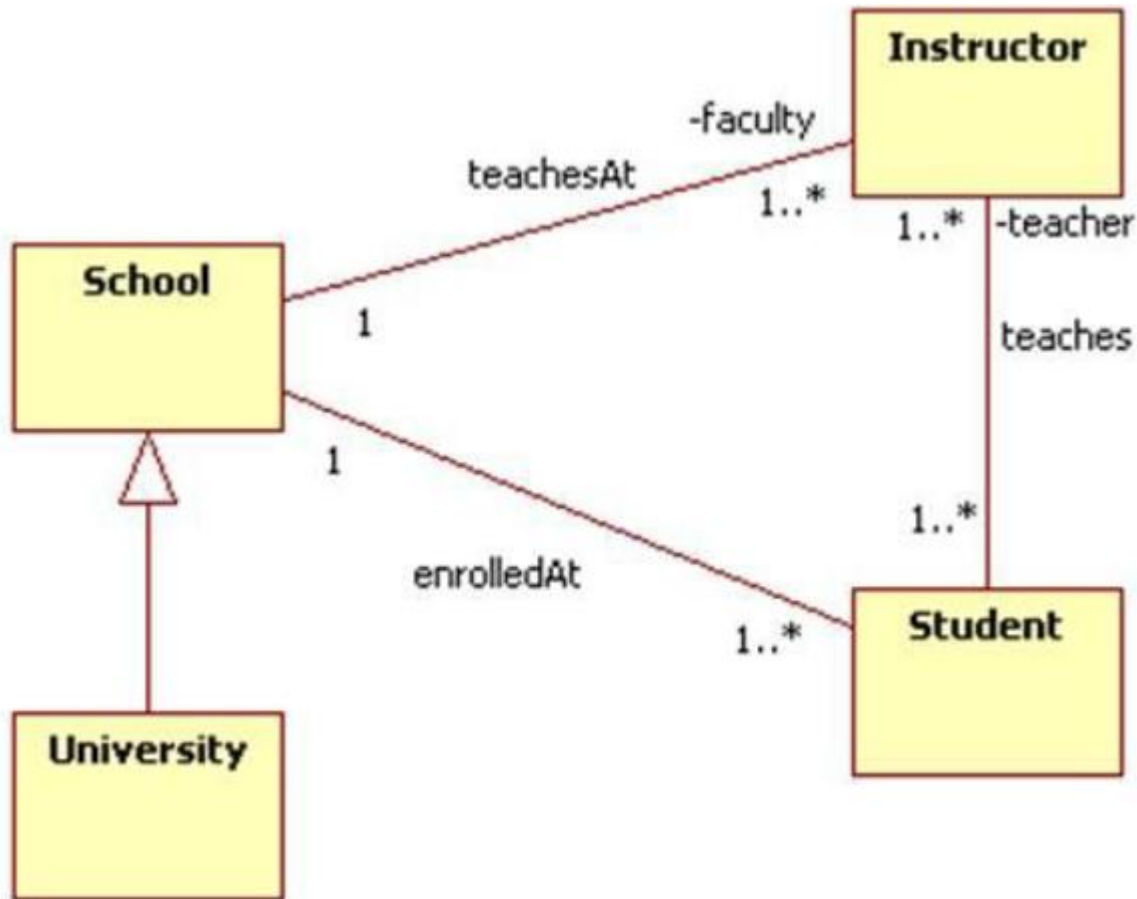 Instructor
-faculty
teachesAt
1..*
1..*
-teacher
School
1
teaches
1
1..*
enrolledAt
1..*
Student
University